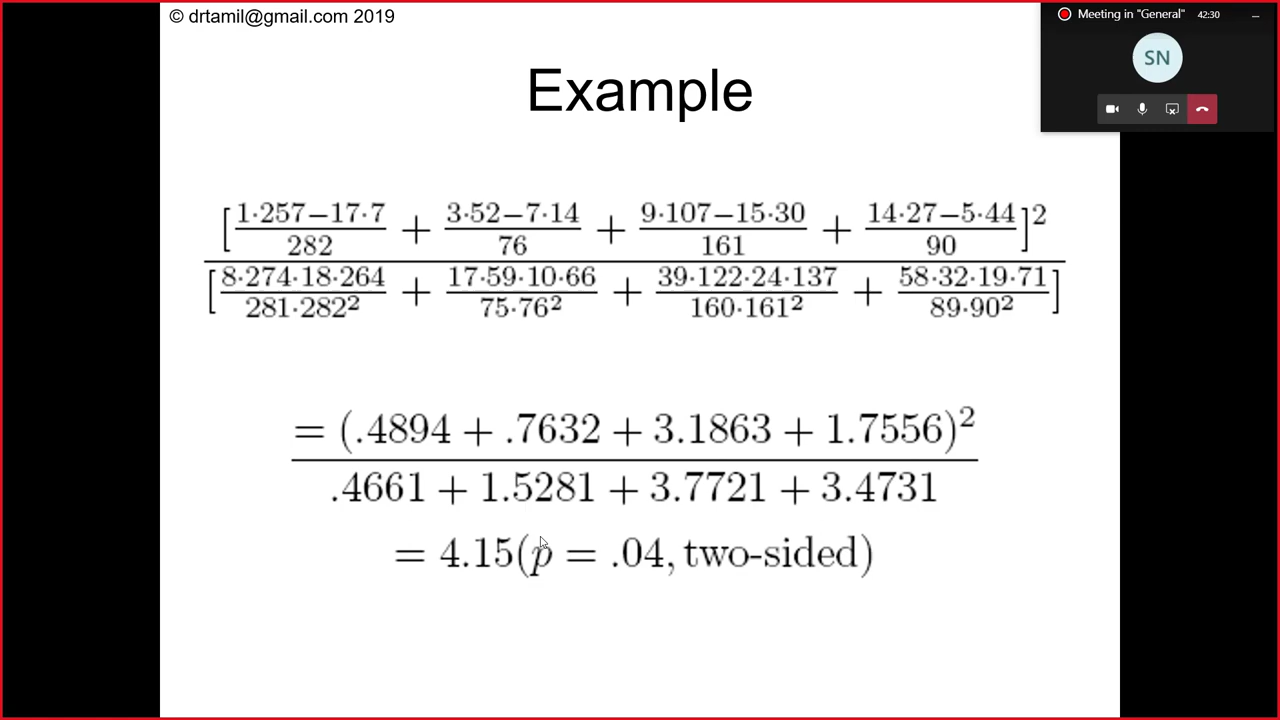 © drtamil@gmail.com 2019
Meeting in "General" 42:30
SN
Example
[1·257−17·7 / 282 + 3·52−7·14 / 76 + 9·107−15·30 / 161 + 14·27−5·44 / 90]²
[8·274·18·264 / 281·282² + 17·59·10·66 / 75·76² + 39·122·24·137 / 160·161² + 58·32·19·71 / 89·90²]
= (.4894 + .7632 + 3.1863 + 1.7556)²
.4661 + 1.5281 + 3.7721 + 3.4731
= 4.15(p = .04, two-sided)